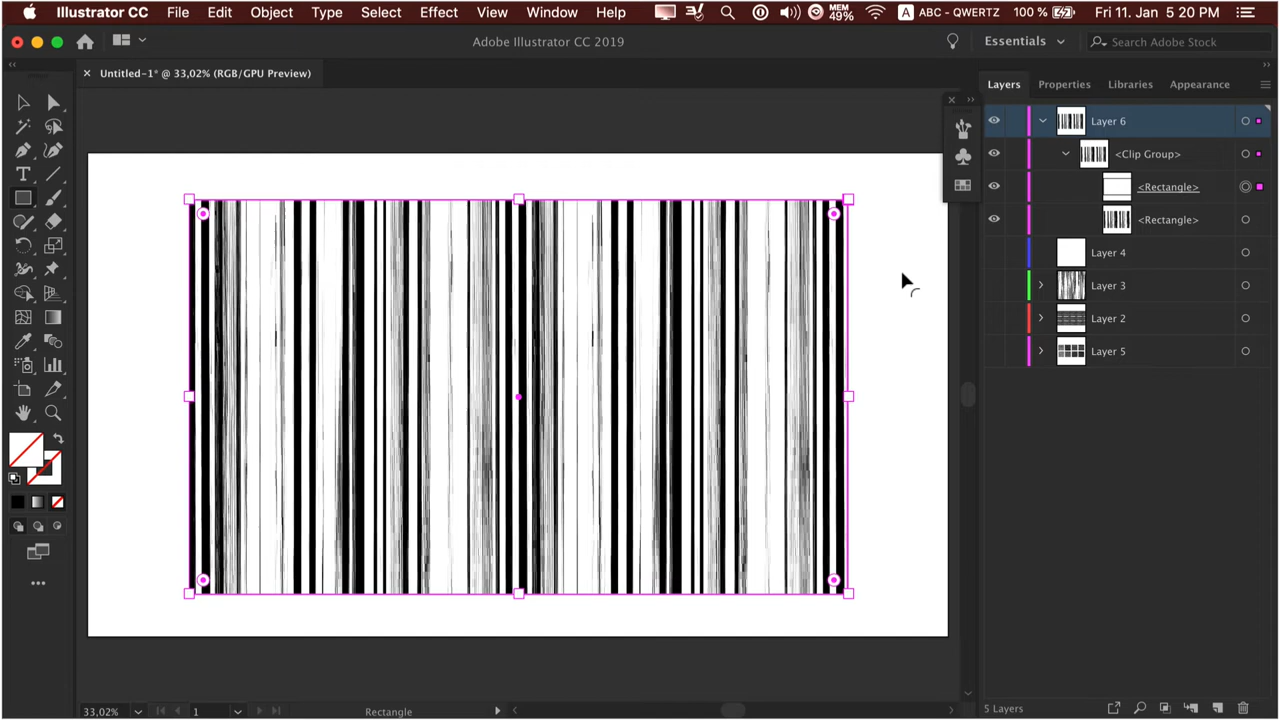 Illustrator CC File Edit Object Type Select Effect View Window Help MEM 49% A ABC - QWERTZ 100 % Fri 11. Jan 5 20 PM
Adobe Illustrator CC 2019 Essentials Search Adobe Stock
Untitled-1* @ 33,02% (RGB/GPU Preview)
Layers Properties Libraries Appearance
Layer 6
<Clip Group>
<Rectangle>
<Rectangle>
Layer 4
Layer 3
Layer 2
Layer 5
33,02% 1 Rectangle 5 Layers